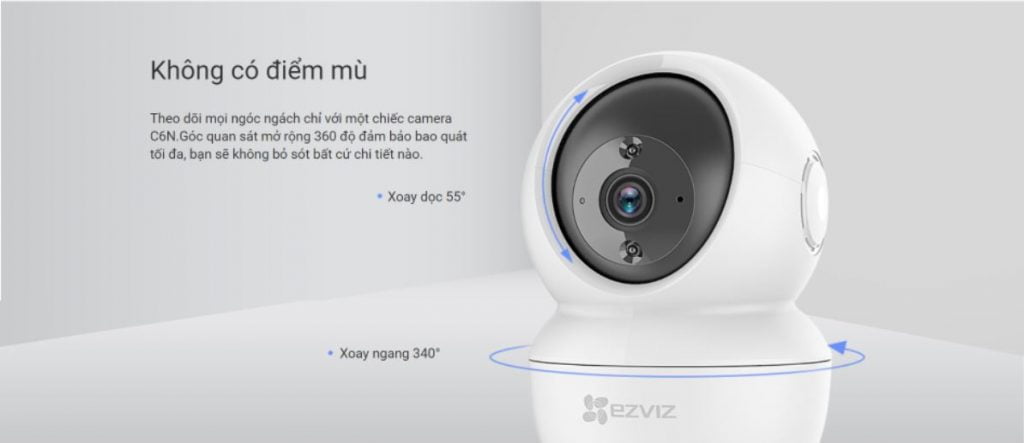 Không có điểm mù
Theo dõi mọi ngóc ngách chỉ với một chiếc camera
C6N.Góc quan sát mở rộng 360 độ đảm bảo bao quát
tối đa, bạn sẽ không bỏ sót bất cứ chi tiết nào.
Xoay dọc 55°
Xoay ngang 340°
EZVIZ